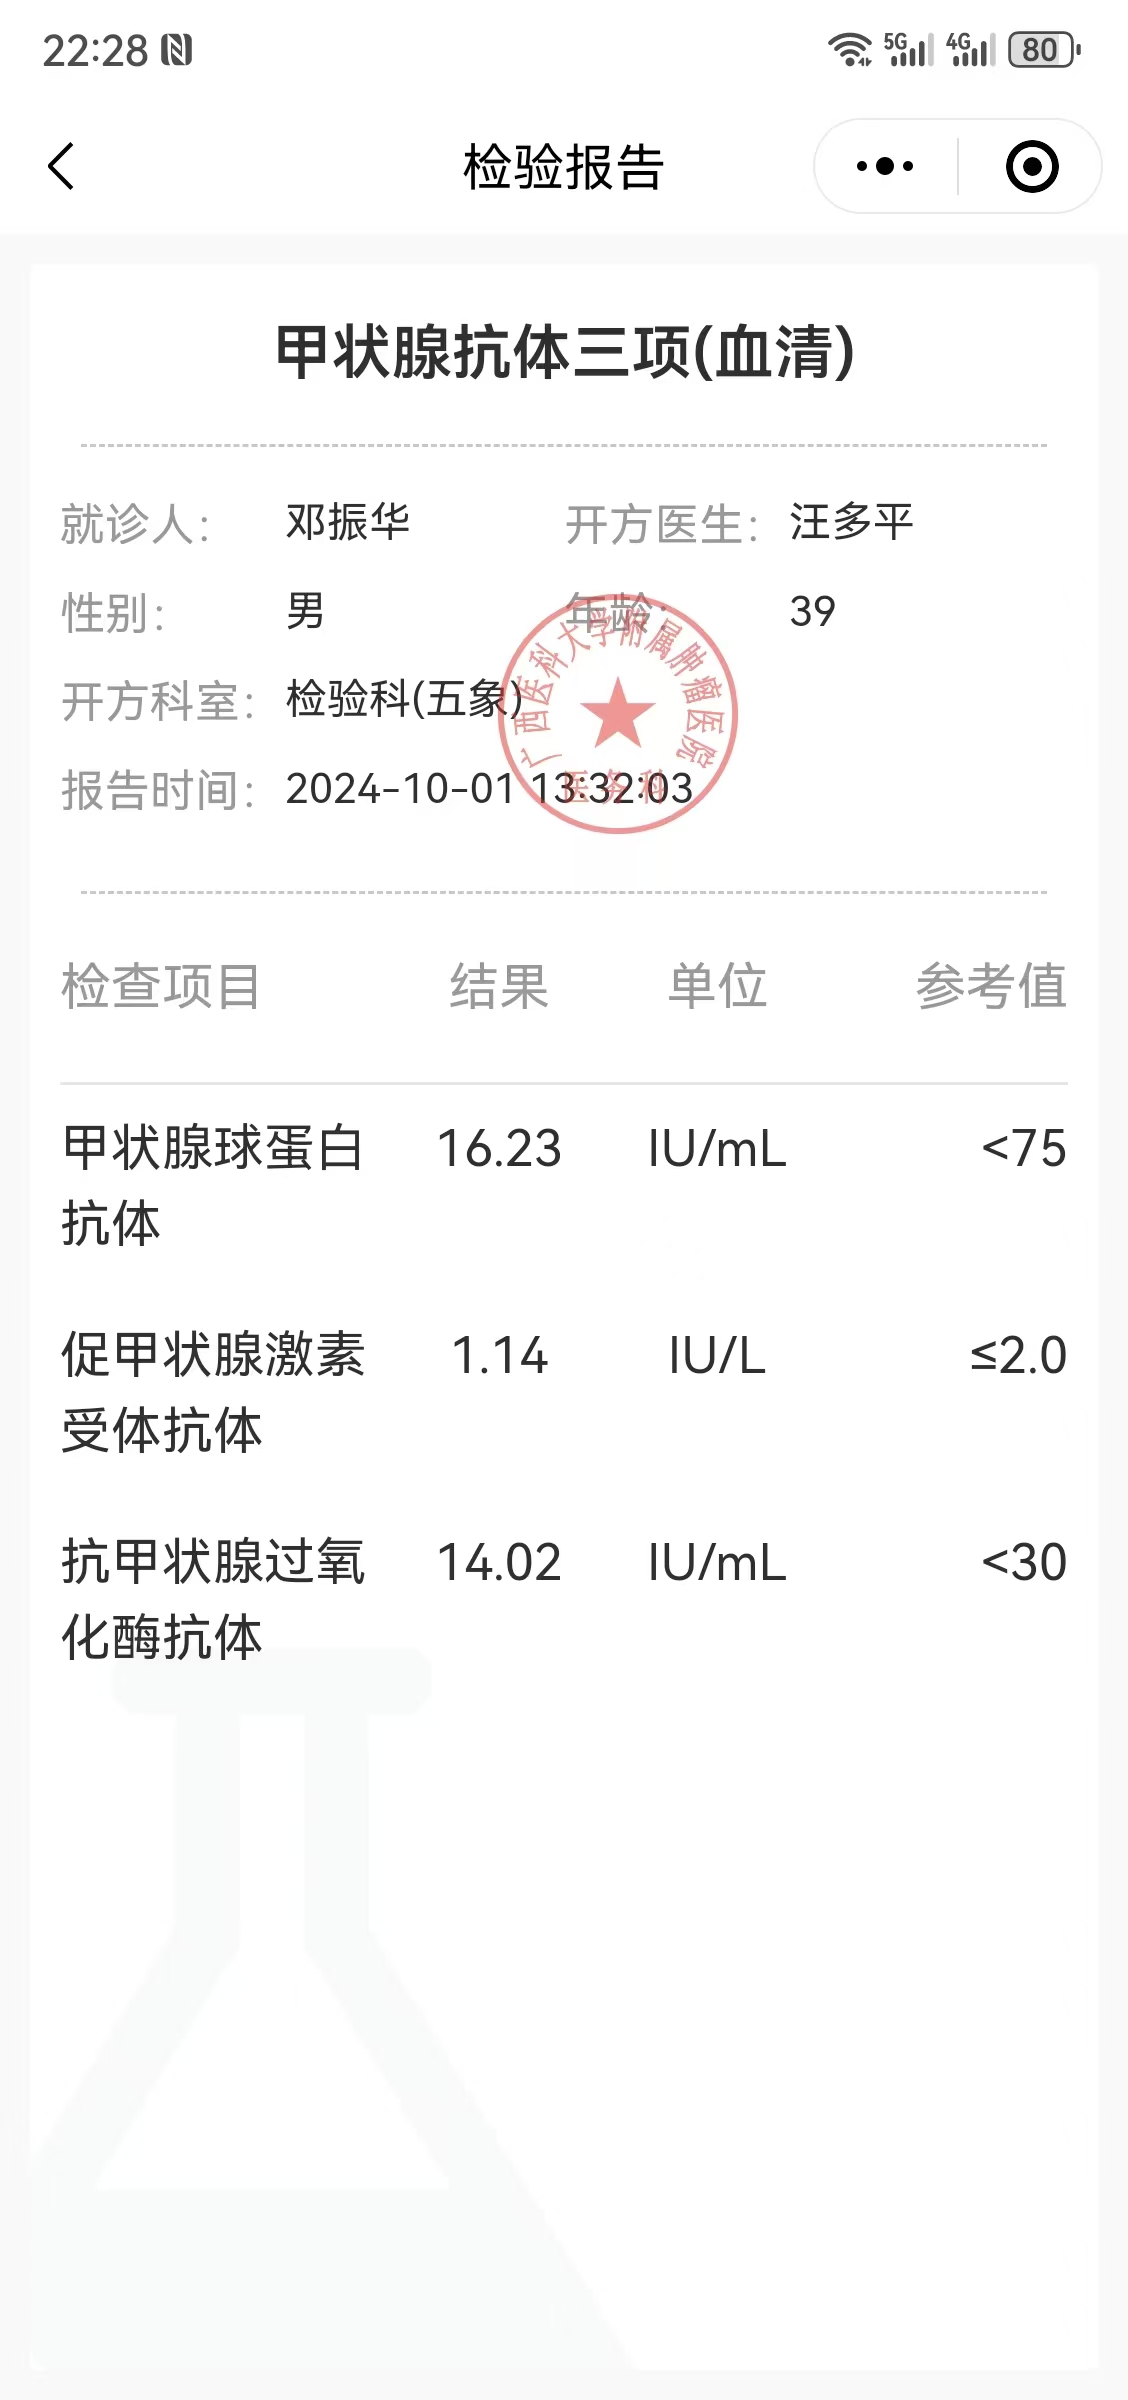 22:28
5G 4G 80
检验报告
甲状腺抗体三项(血清)
就诊人： 邓振华 开方医生： 汪多平
性别： 男 年龄： 39
开方科室： 检验科(五象)
报告时间： 2024-10-01 13:32:03
广西医科大学附属肿瘤医院
医务科
检查项目 结果 单位 参考值
甲状腺球蛋白 16.23 IU/mL <75
抗体
促甲状腺激素 1.14 IU/L ≤2.0
受体抗体
抗甲状腺过氧 14.02 IU/mL <30
化酶抗体